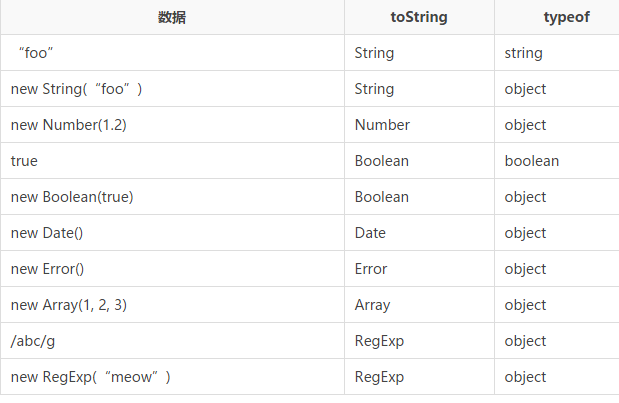 数据 toString typeof
“foo” String string
new String(“foo”) String object
new Number(1.2) Number object
true Boolean boolean
new Boolean(true) Boolean object
new Date() Date object
new Error() Error object
new Array(1, 2, 3) Array object
/abc/g RegExp object
new RegExp(“meow”) RegExp object